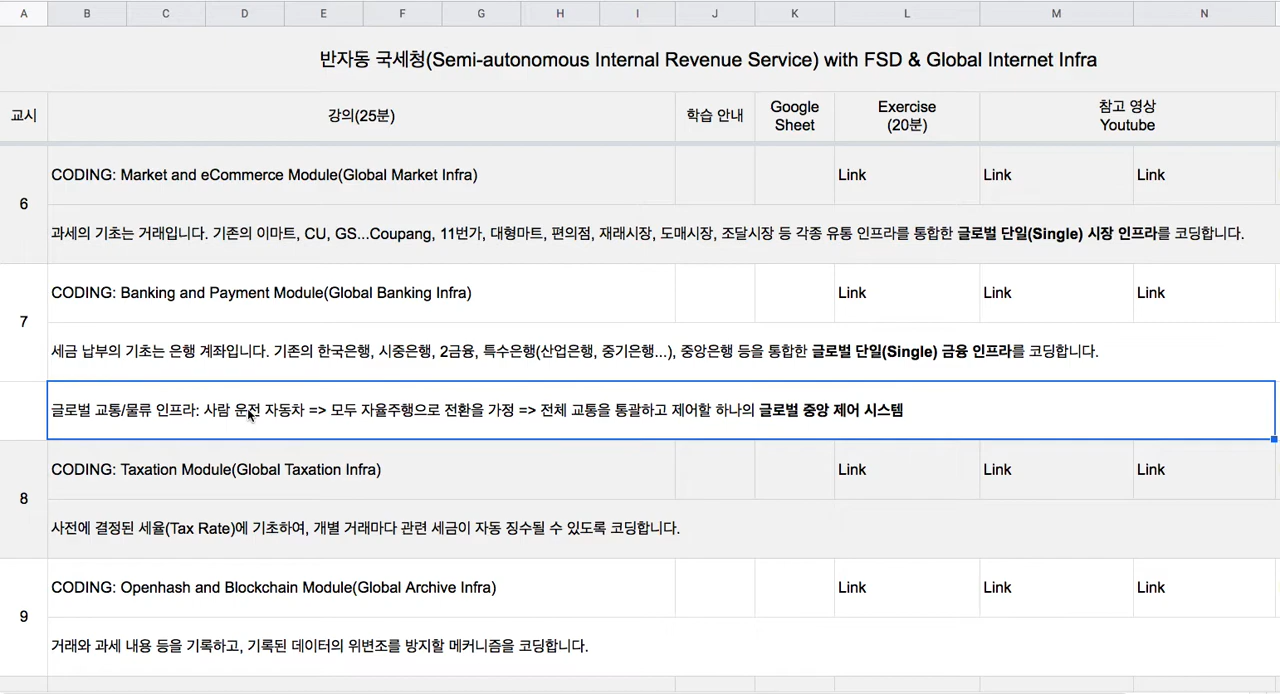 A B C D E F G H I J K L M N
반자동 국세청(Semi-autonomous Internal Revenue Service) with FSD & Global Internet Infra
교시 강의(25분) 학습 안내 Google Sheet Exercise (20분) 참고 영상 Youtube
6 CODING: Market and eCommerce Module(Global Market Infra) Link Link Link
과세의 기초는 거래입니다. 기존의 이마트, CU, GS...Coupang, 11번가, 대형마트, 편의점, 재래시장, 도매시장, 조달시장 등 각종 유통 인프라를 통합한 글로벌 단일(Single) 시장 인프라를 코딩합니다.
7 CODING: Banking and Payment Module(Global Banking Infra) Link Link Link
세금 납부의 기초는 은행 계좌입니다. 기존의 한국은행, 시중은행, 2금융, 특수은행(산업은행, 중기은행...), 중앙은행 등을 통합한 글로벌 단일(Single) 금융 인프라를 코딩합니다.
글로벌 교통/물류 인프라: 사람 운전 자동차 => 모두 자율주행으로 전환을 가정 => 전체 교통을 통괄하고 제어할 하나의 글로벌 중앙 제어 시스템
8 CODING: Taxation Module(Global Taxation Infra) Link Link Link
사전에 결정된 세율(Tax Rate)에 기초하여, 개별 거래마다 관련 세금이 자동 징수될 수 있도록 코딩합니다.
9 CODING: Openhash and Blockchain Module(Global Archive Infra) Link Link Link
거래와 과세 내용 등을 기록하고, 기록된 데이터의 위변조를 방지할 메커니즘을 코딩합니다.